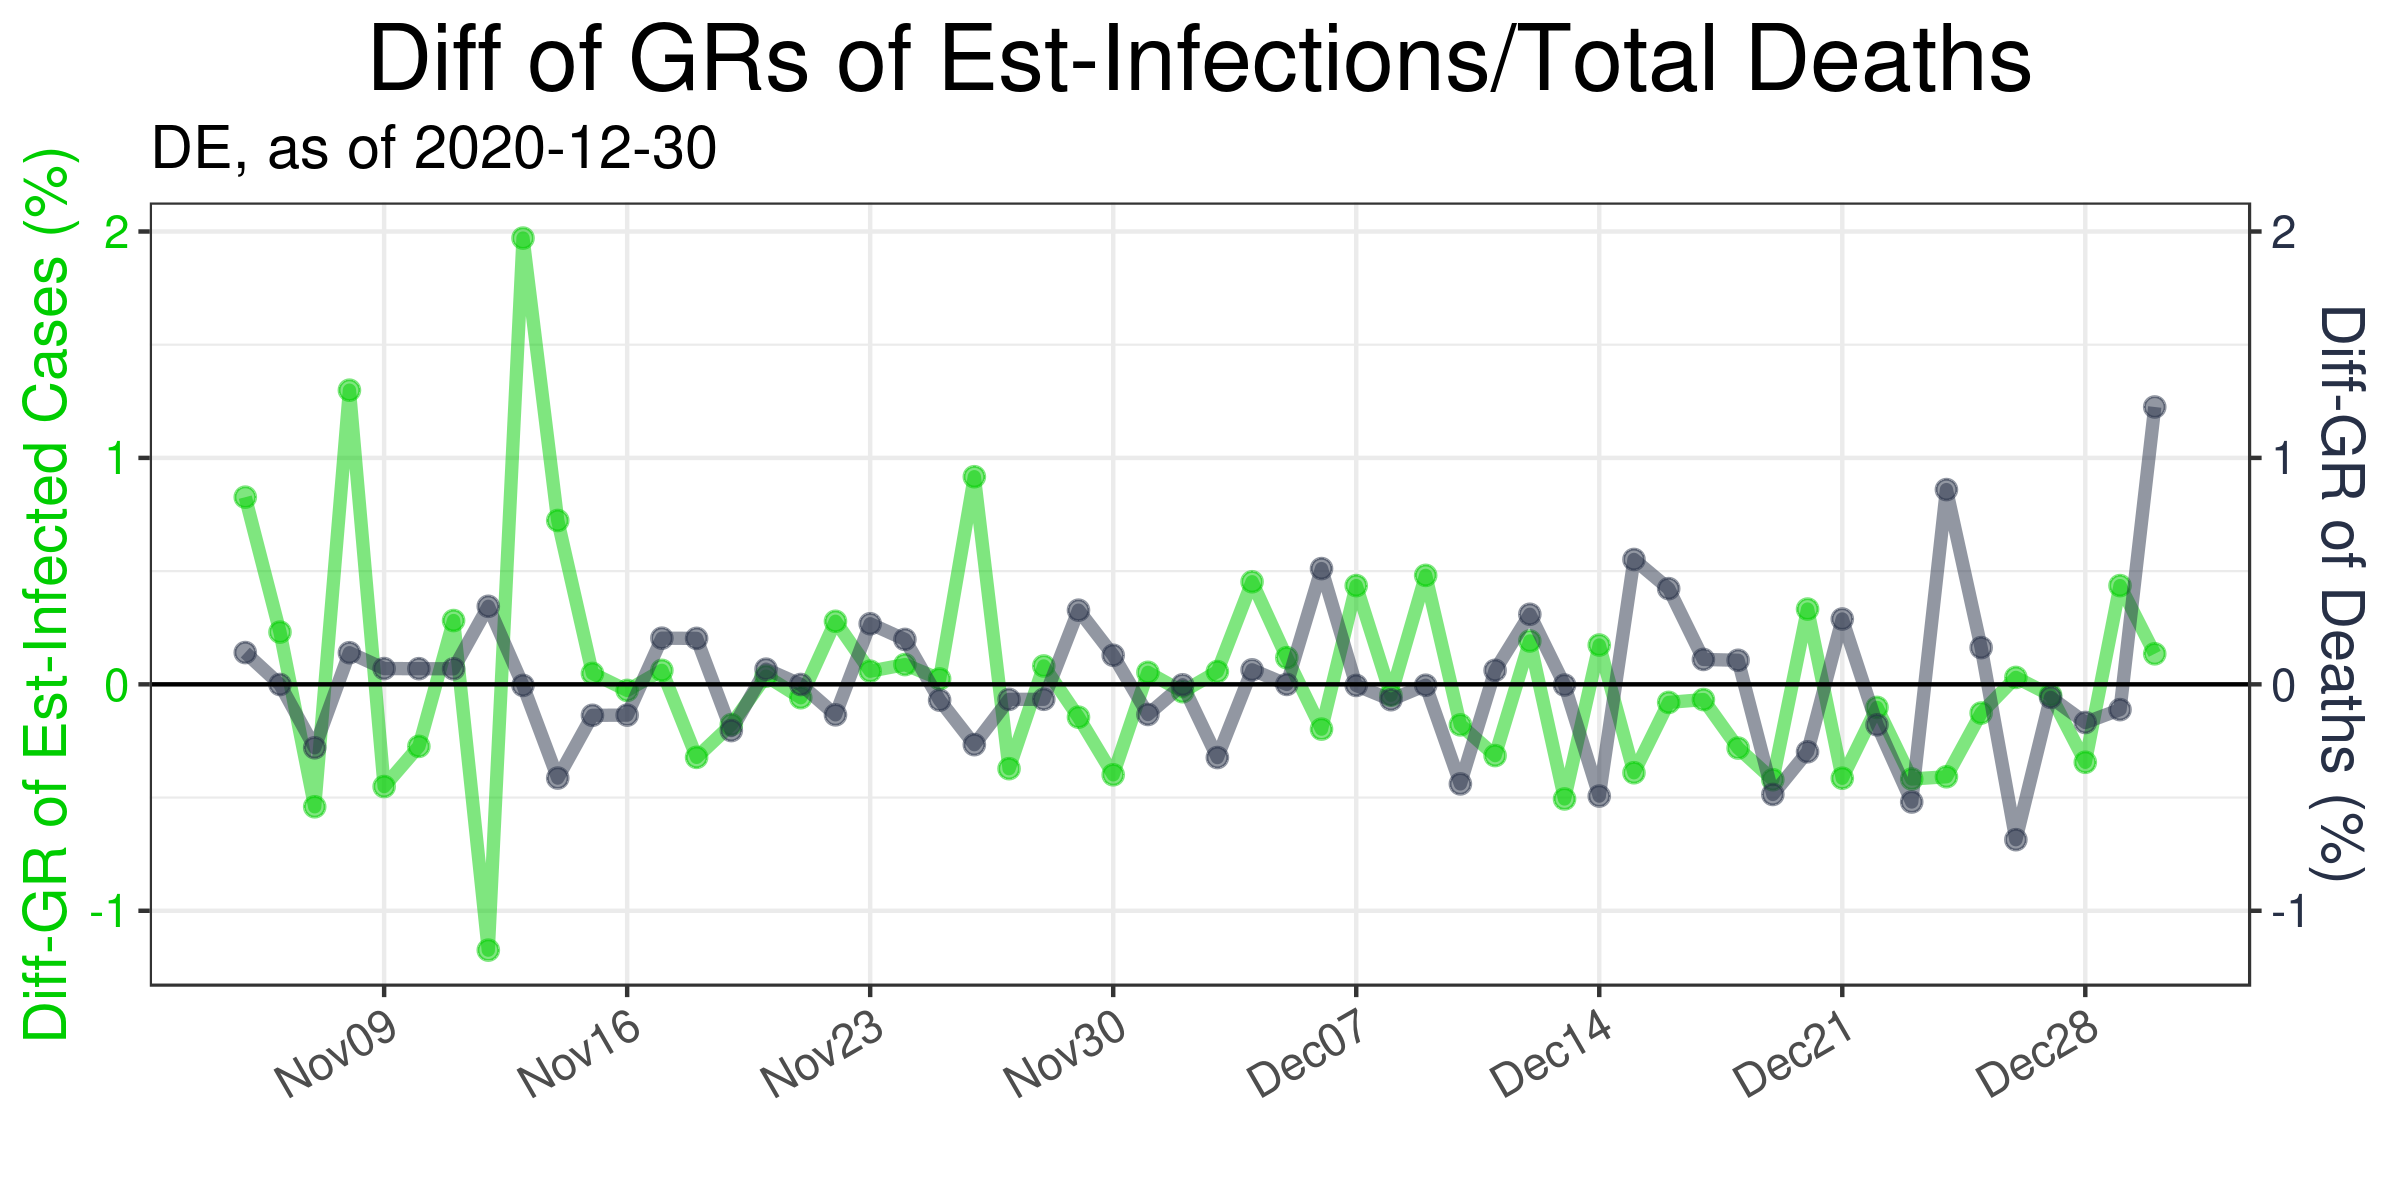 Diff of GRs of Est-Infections/Total Deaths
DE, as of 2020-12-30
Diff-GR of Est-Infected Cases (%)
2
1
0
-1
2
1
0
-1
Diff-GR of Deaths (%)
Nov09
Nov16
Nov23
Nov30
Dec07
Dec14
Dec21
Dec28